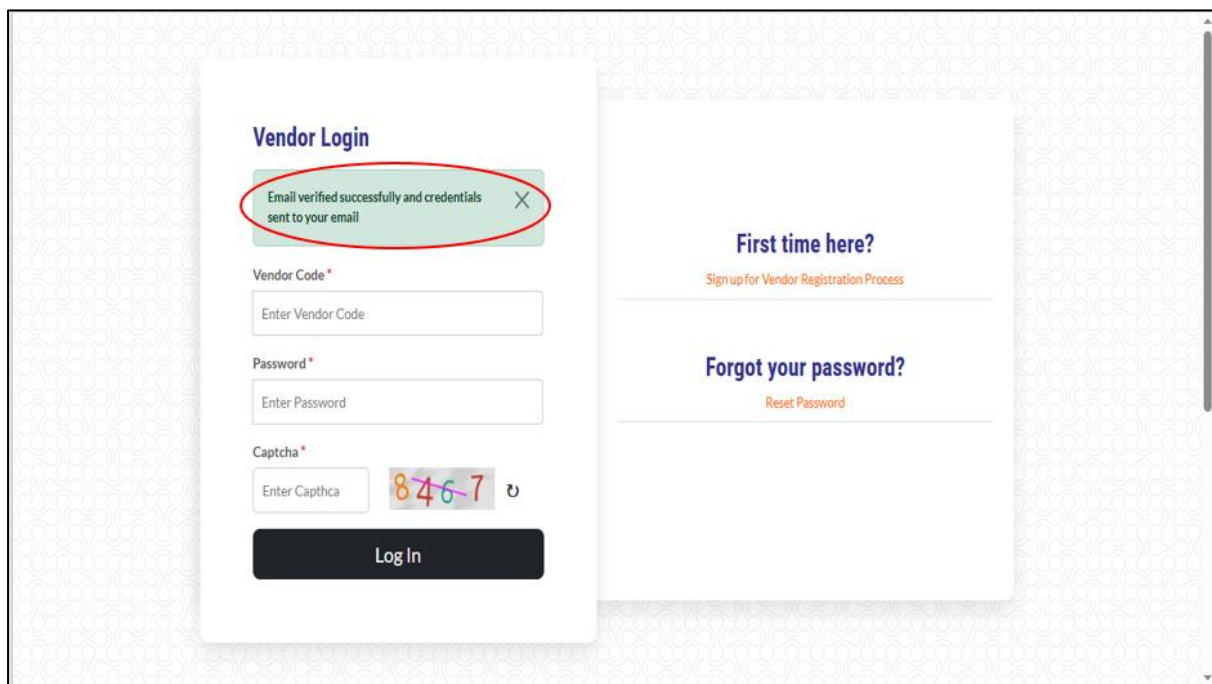 Vendor Login
Email verified successfully and credentials
sent to your email
Vendor Code *
Enter Vendor Code
Password *
Enter Password
Captcha *
Enter Capthca
8467
Log In
First time here?
Sign up for Vendor Registration Process
Forgot your password?
Reset Password